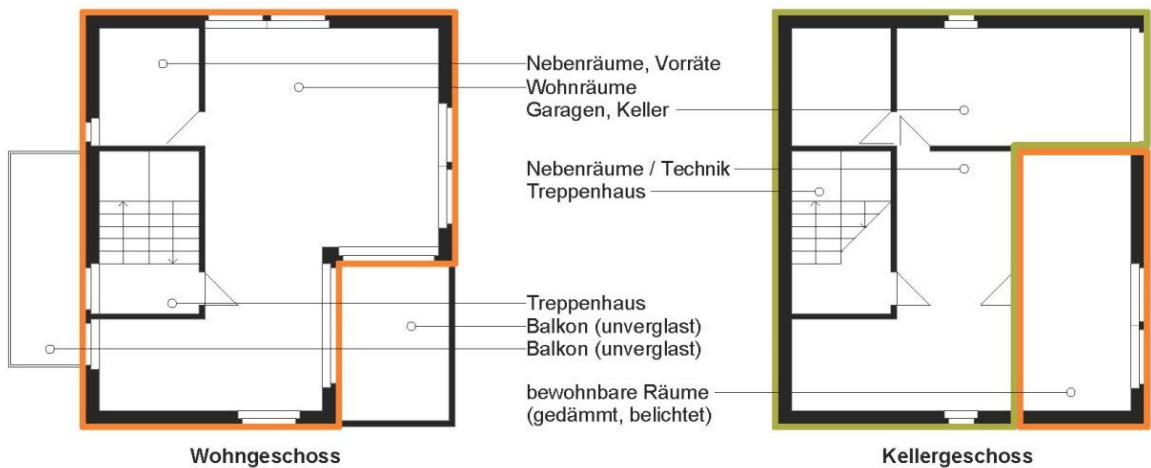 Nebenräume, Vorräte
Wohnräume
Garagen, Keller
Nebenräume / Technik
Treppenhaus
Treppenhaus
Balkon (unverglast)
Balkon (unverglast)
bewohnbare Räume
(gedämmt, belichtet)
Wohngeschoss
Kellergeschoss